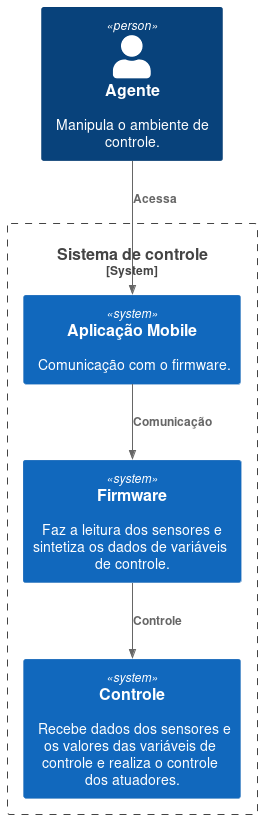 «person»
Agente
Manipula o ambiente de
controle.
Acessa
Sistema de controle
[System]
«system»
Aplicação Mobile
Comunicação com o firmware.
Comunicação
«system»
Firmware
Faz a leitura dos sensores e
sintetiza os dados de variáveis
de controle.
Controle
«system»
Controle
Recebe dados dos sensores e
os valores das variáveis de
controle e realiza o controle
dos atuadores.